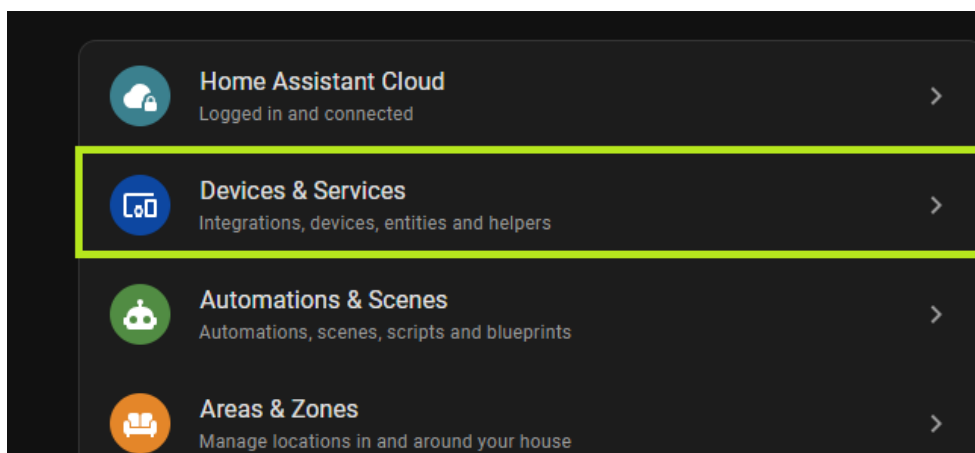 Home Assistant Cloud
Logged in and connected
Devices & Services
Integrations, devices, entities and helpers
Automations & Scenes
Automations, scenes, scripts and blueprints
Areas & Zones
Manage locations in and around your house